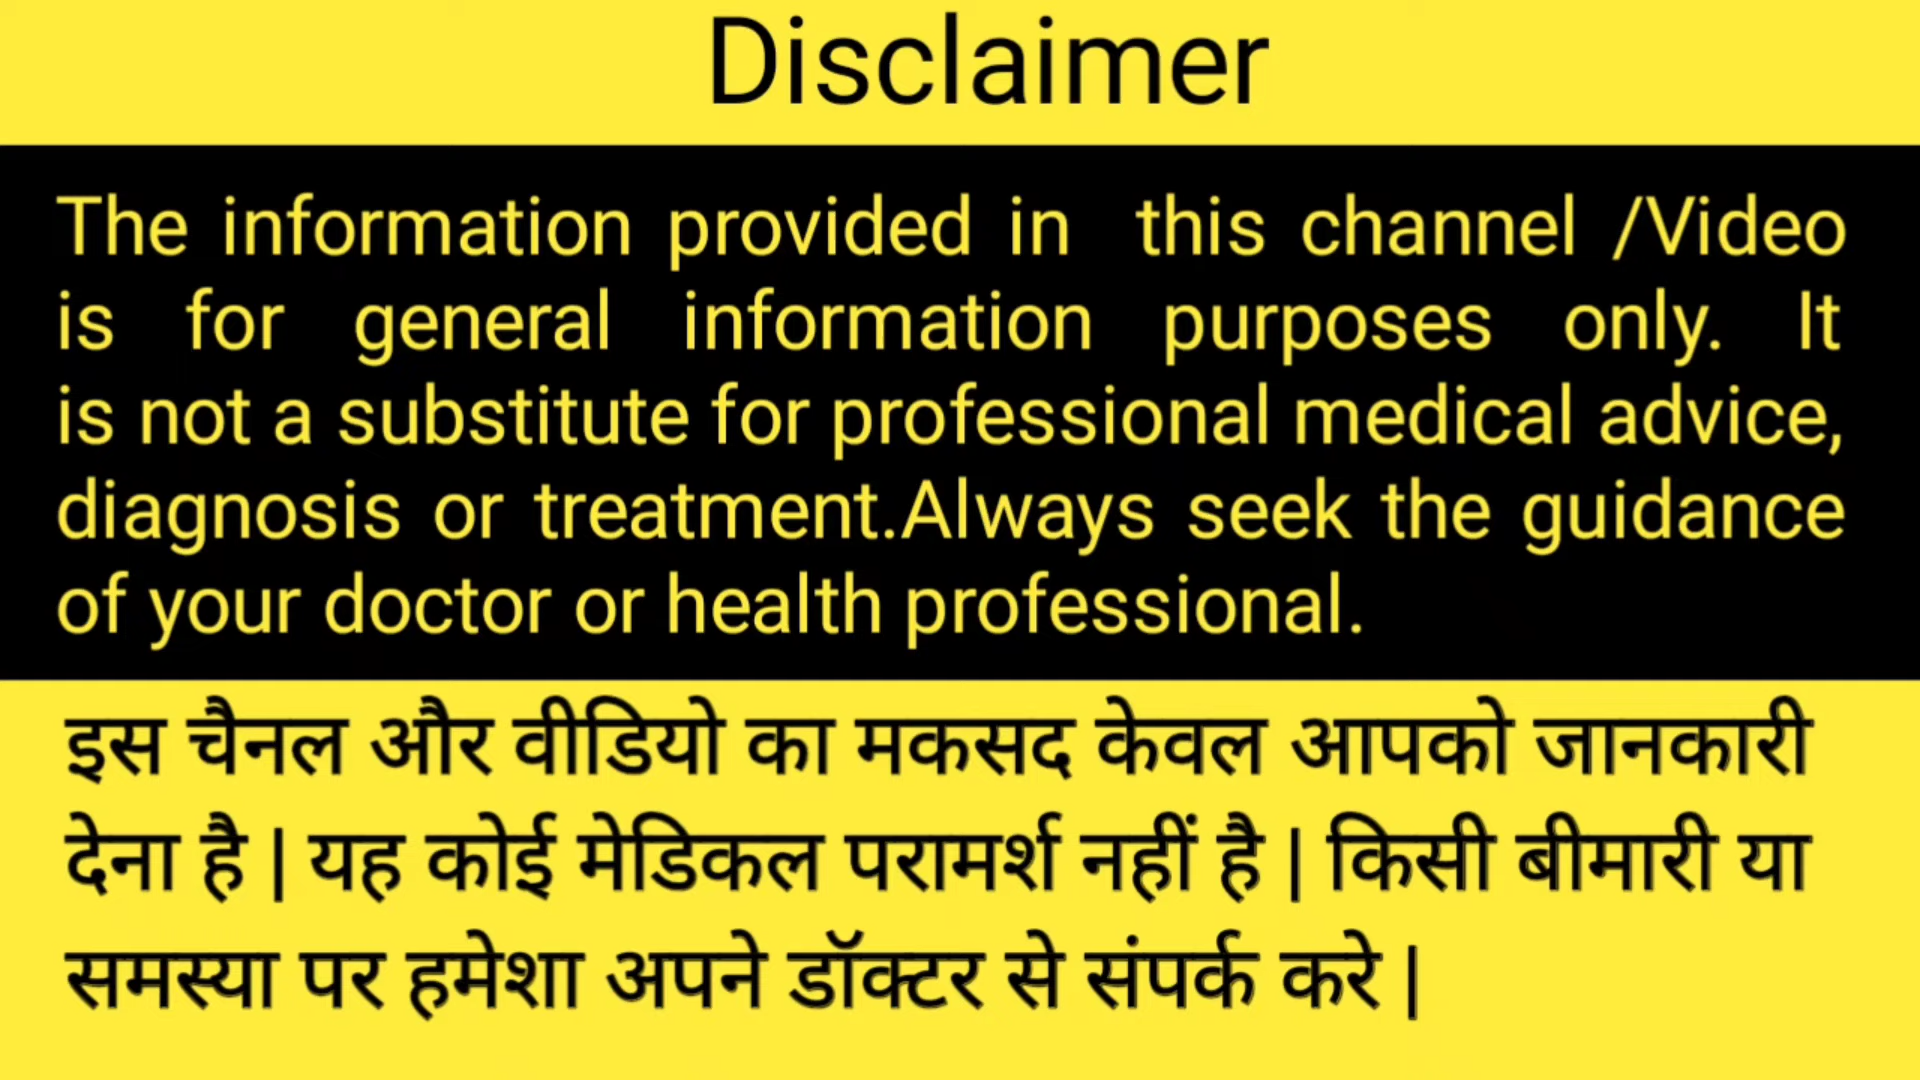 Disclaimer
The information provided in this channel /Video
is for general information purposes only. It
is not a substitute for professional medical advice,
diagnosis or treatment.Always seek the guidance
of your doctor or health professional.
इस चैनल और वीडियो का मकसद केवल आपको जानकारी
देना है | यह कोई मेडिकल परामर्श नहीं है | किसी बीमारी या
समस्या पर हमेशा अपने डॉक्टर से संपर्क करे |